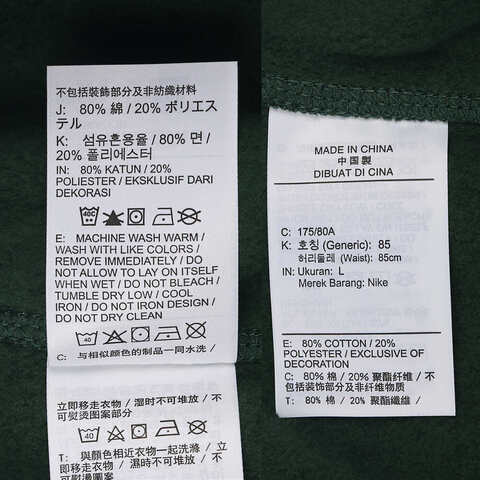 不包括裝飾部分及非紡織材料
J: 80% 綿 / 20% ポリエス
テル
K: 섬유혼용율 / 80% 면 /
20% 폴리에스터
IN: 80% KATUN / 20%
POLIESTER / EKSKLUSIF DARI
DEKORASI
40C
E: MACHINE WASH WARM /
WASH WITH LIKE COLORS /
REMOVE IMMEDIATELY / DO
NOT ALLOW TO LAY ON ITSELF
WHEN WET / DO NOT BLEACH /
TUMBLE DRY LOW / COOL
IRON / DO NOT IRON DESIGN /
DO NOT DRY CLEAN
40
C: 与相似颜色的制品一同水洗 /
立即移走衣物 / 湿时不可堆放 / 不
可熨烫图案部分
40
T: 與顏色相近衣物一起洗滌 / 立
即移走衣物 / 濕時不可堆放 / 不
MADE IN CHINA
中国製
DIBUAT DI CINA
C: 175/80A
K: 호칭 (Generic): 85
허리둘레 (Waist): 85cm
IN: Ukuran: L
Merek Barang: Nike
E: 80% COTTON / 20%
POLYESTER / EXCLUSIVE OF
DECORATION
C: 80% 棉 / 20% 聚酯纤维 / 不
包括装饰部分及非纤维物质
T: 80% 棉 / 20% 聚酯纖維 /